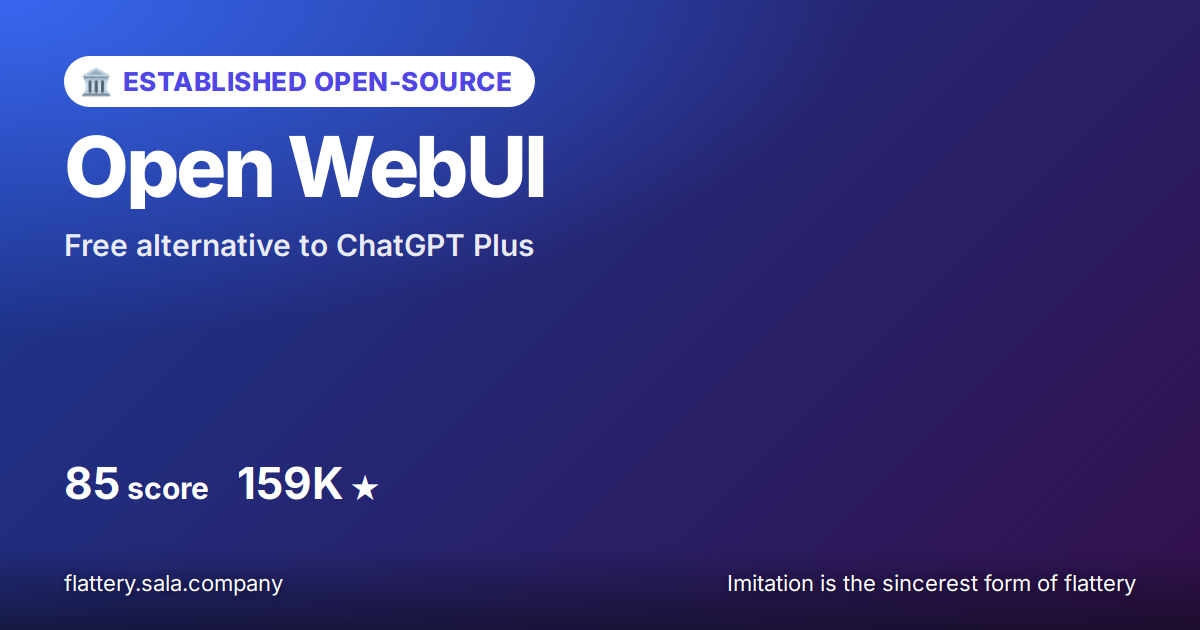 🏛️ ESTABLISHED OPEN-SOURCE
Open WebUI
Free alternative to ChatGPT Plus
85 score 159K ★
flattery.sala.company
Imitation is the sincerest form of flattery